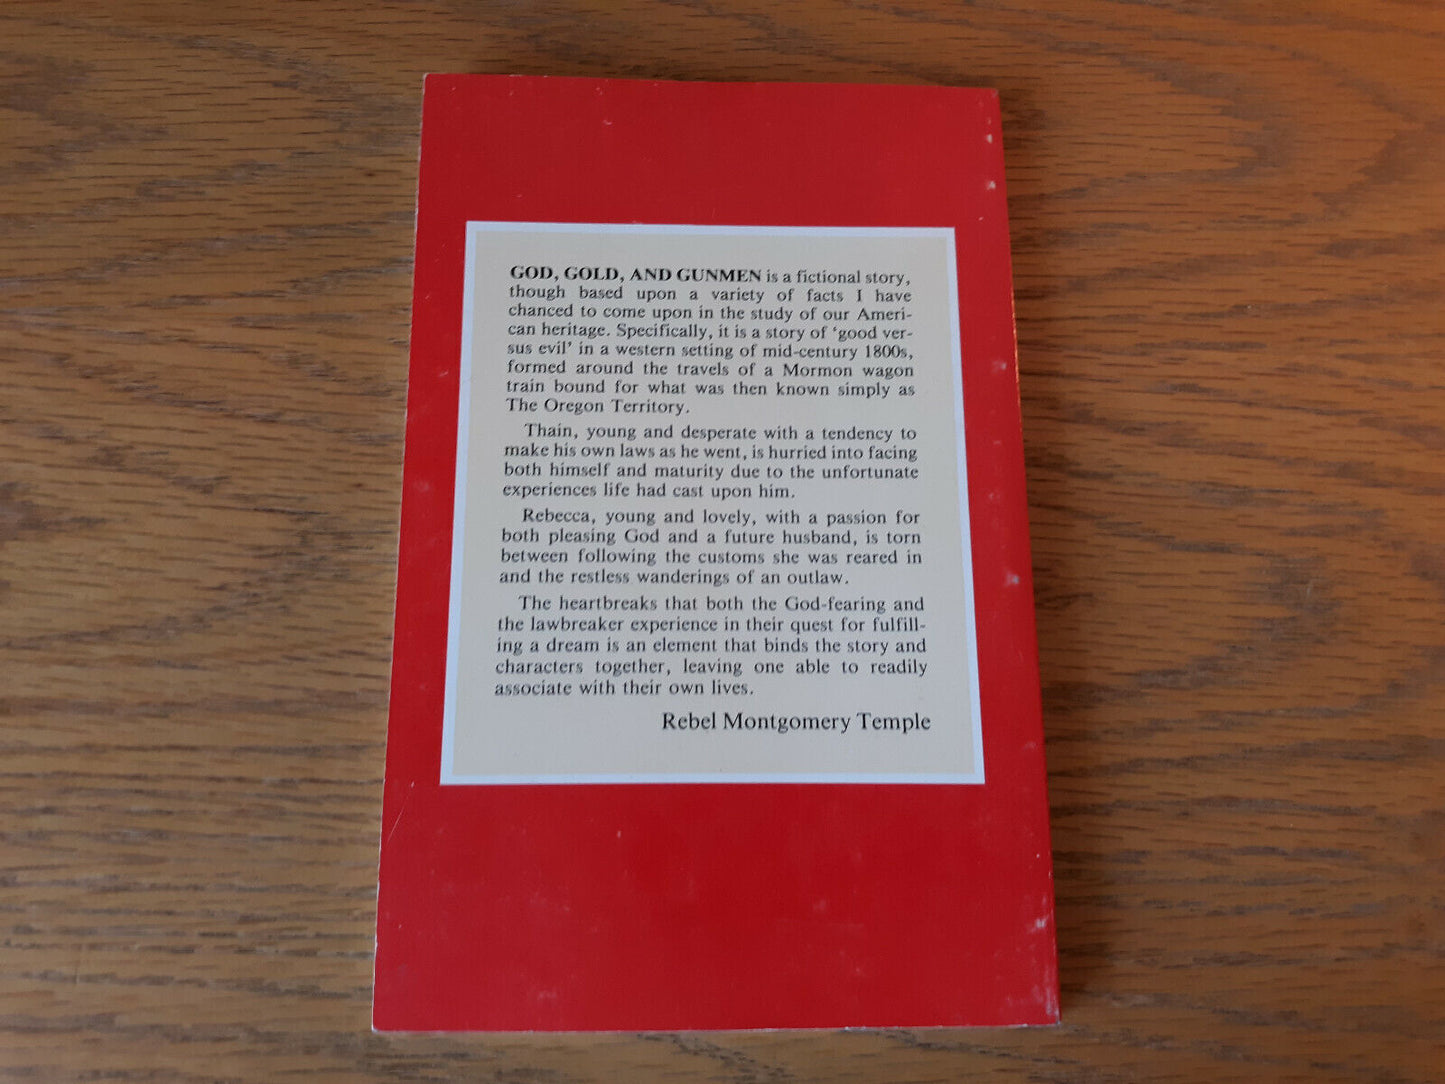 GOD, GOLD, AND GUNMEN is a fictional story,
though based upon a variety of facts I have
chanced to come upon in the study of our Ameri-
can heritage. Specifically, it is a story of ‘good ver-
sus evil’ in a western setting of mid-century 1800s,
formed around the travels of a Mormon wagon
train bound for what was then known simply as
The Oregon Territory.
Thain, young and desperate with a tendency to
make his own laws as he went, is hurried into facing
both himself and maturity due to the unfortunate
experiences life had cast upon him.
Rebecca, young and lovely, with a passion for
both pleasing God and a future husband, is torn
between following the customs she was reared in
and the restless wanderings of an outlaw.
The heartbreaks that both the God-fearing and
the lawbreaker experience in their quest for fulfill-
ing a dream is an element that binds the story and
characters together, leaving one able to readily
associate with their own lives.
Rebel Montgomery Temple